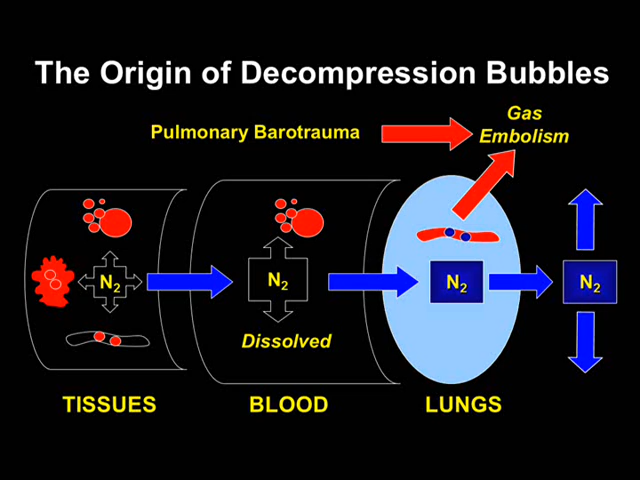 The Origin of Decompression Bubbles
Gas
Pulmonary Barotrauma
Embolism
N₂
N₂
N₂
N₂
Dissolved
TISSUES
BLOOD
LUNGS